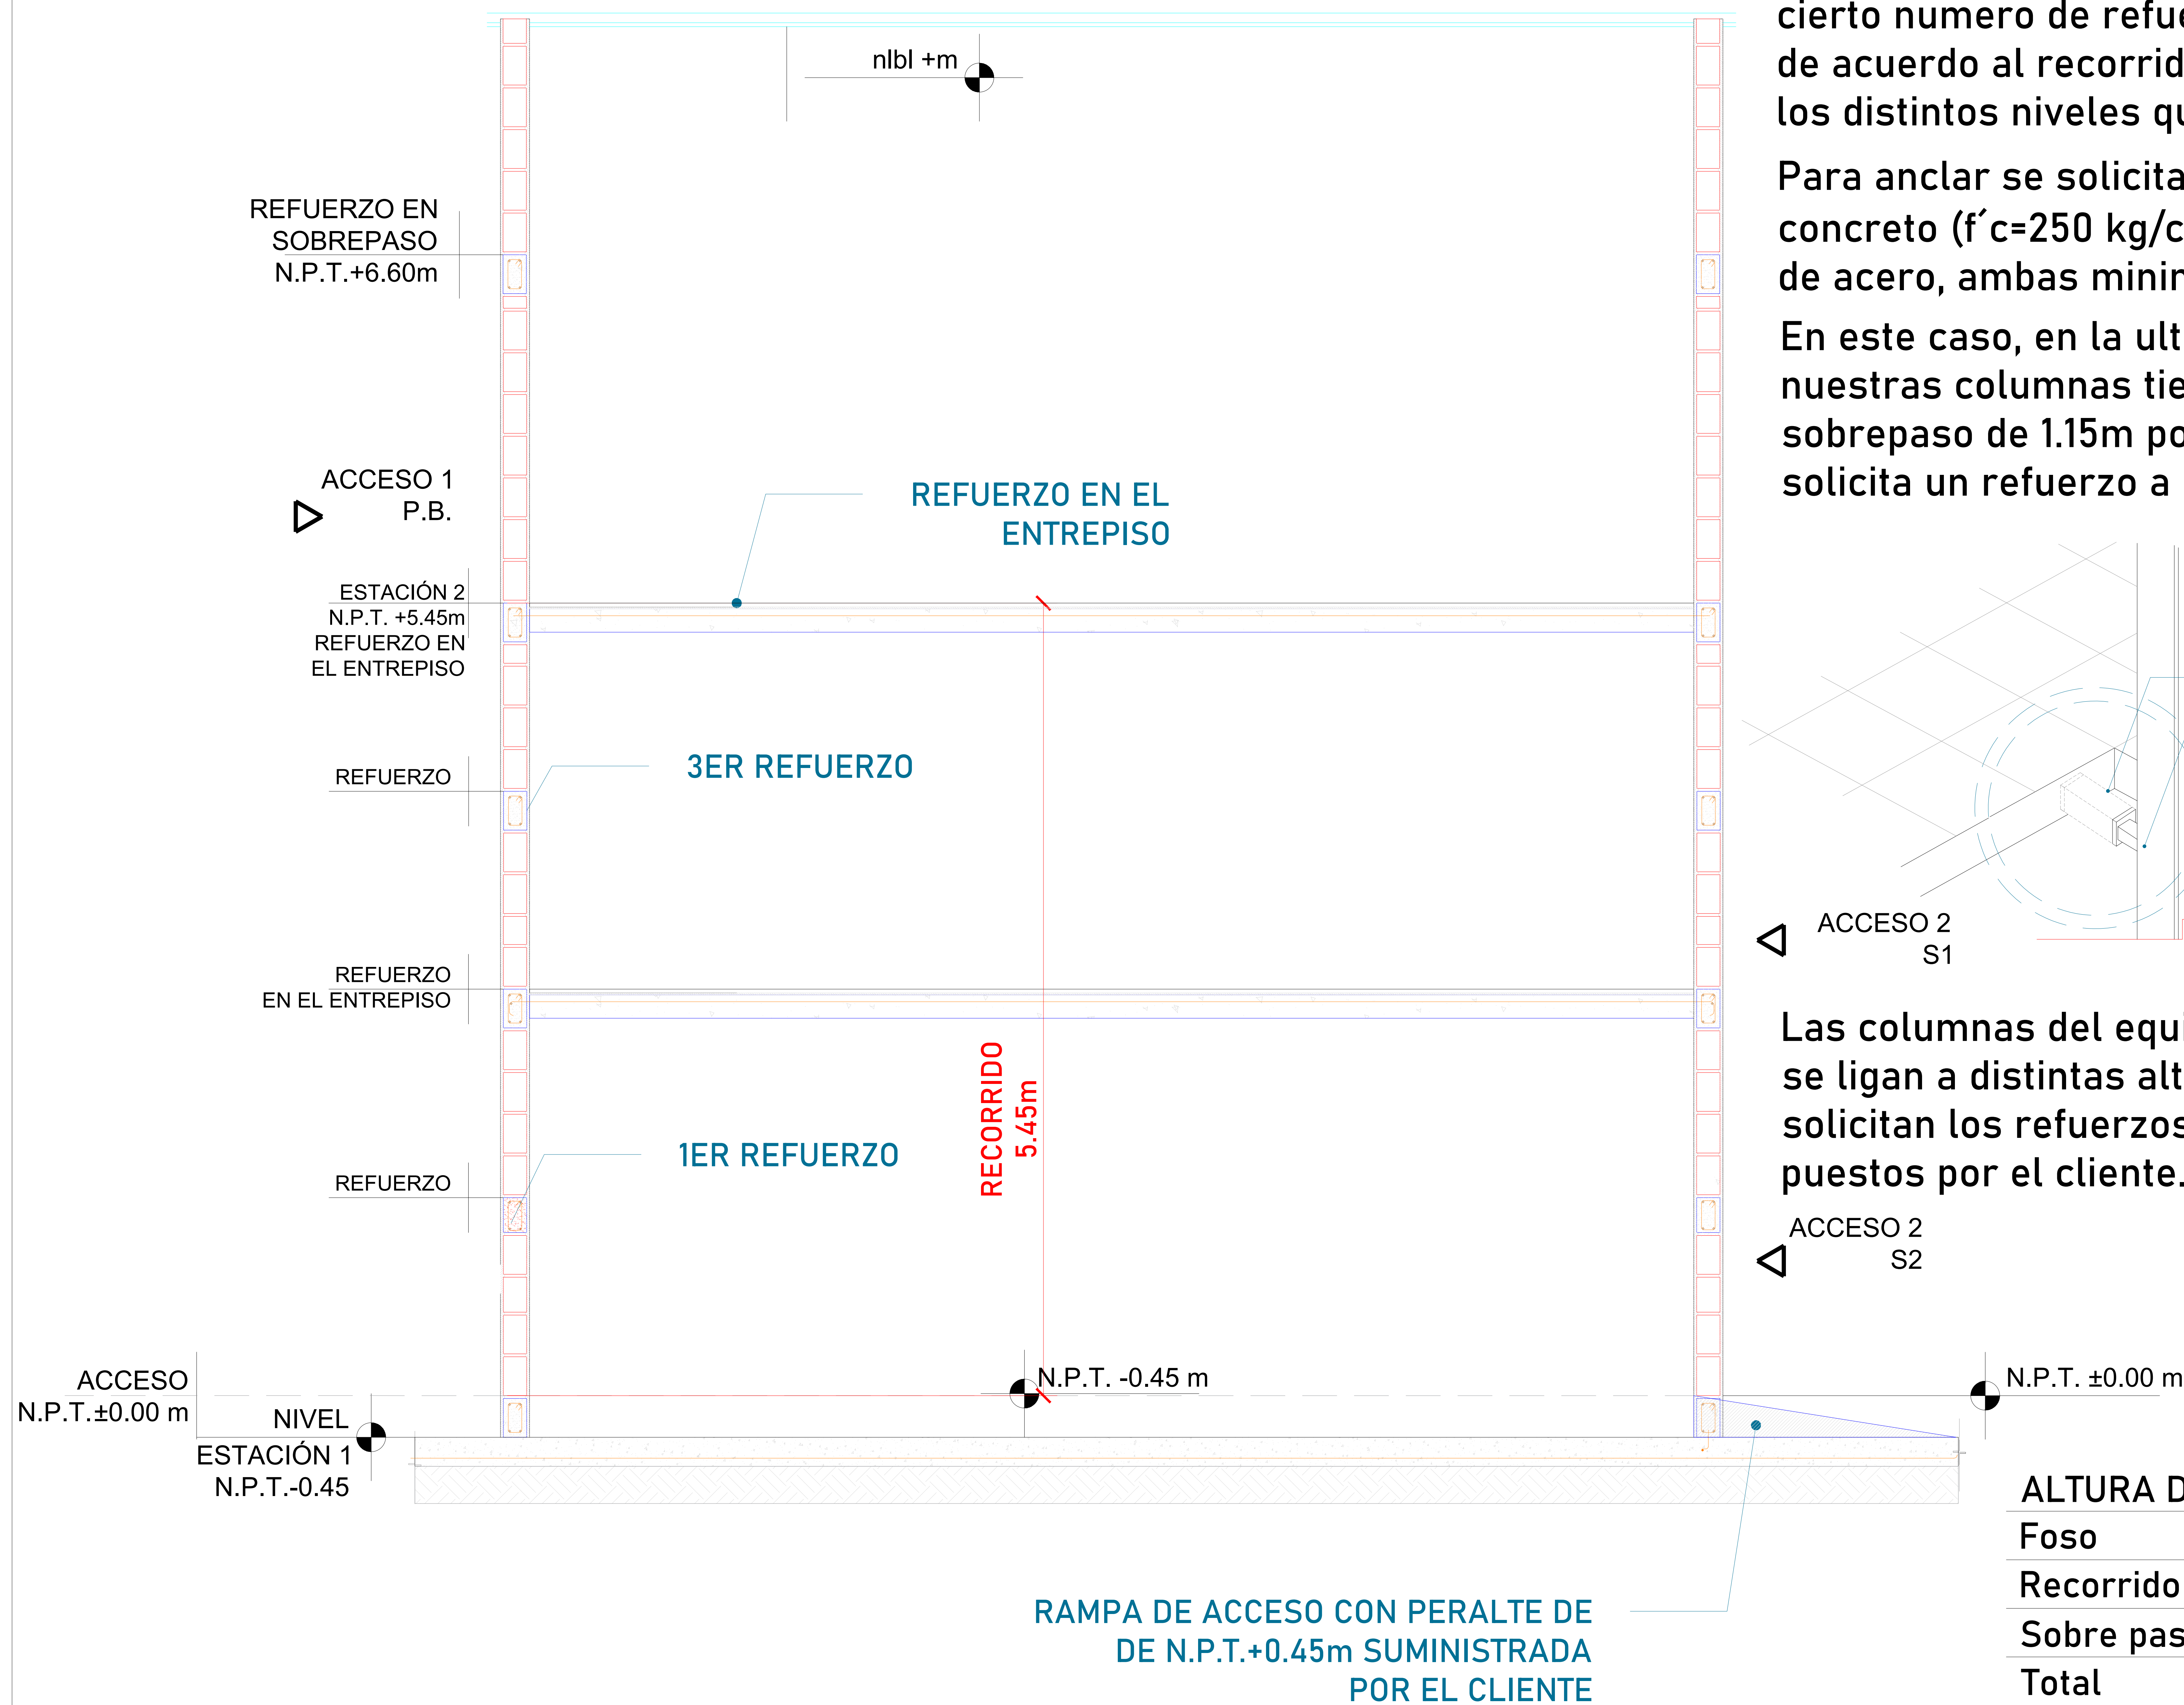 nlbl +m
REFUERZO EN
SOBREPASO
N.P.T.+6.60m
ACCESO 1
P.B.
ESTACIÓN 2
N.P.T. +5.45m
REFUERZO EN
EL ENTREPISO
REFUERZO EN EL
ENTREPISO
REFUERZO
3ER REFUERZO
REFUERZO
EN EL ENTREPISO
RECORRIDO
5.45m
1ER REFUERZO
REFUERZO
ACCESO
N.P.T.±0.00 m
NIVEL
ESTACIÓN 1
N.P.T.-0.45
N.P.T. -0.45 m
RAMPA DE ACCESO CON PERALTE DE
DE N.P.T.+0.45m SUMINISTRADA
POR EL CLIENTE
cierto numero de refue
de acuerdo al recorrid
los distintos niveles qu
Para anclar se solicita
concreto (f´c=250 kg/c
de acero, ambas minim
En este caso, en la ult
nuestras columnas tie
sobrepaso de 1.15m po
solicita un refuerzo a
ACCESO 2
S1
Las columnas del equi
se ligan a distintas alt
solicitan los refuerzos
puestos por el cliente.
ACCESO 2
S2
N.P.T. ±0.00 m
ALTURA D
Foso
Recorrido
Sobre pas
Total